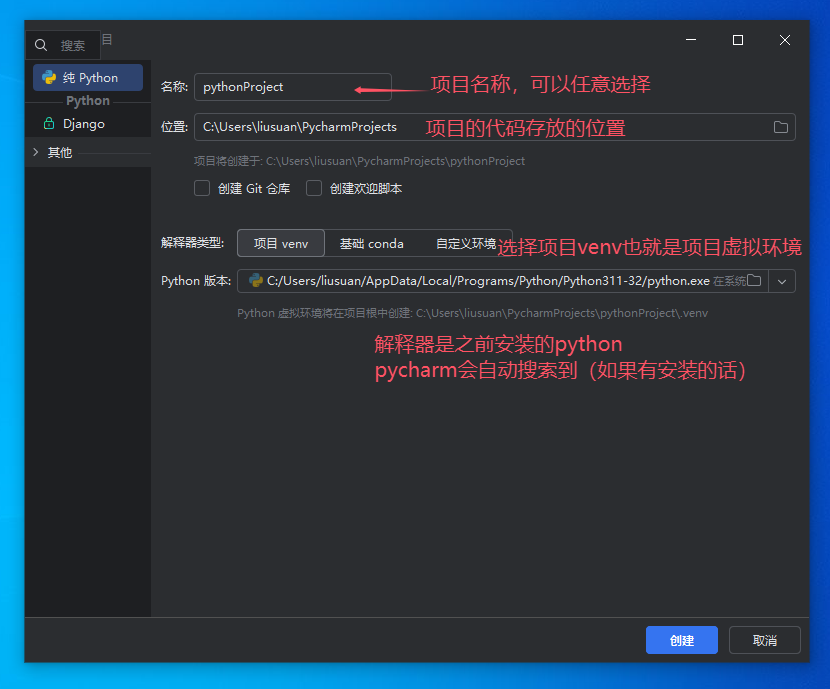 搜索
目
纯 Python
Python
Django
其他
名称: pythonProject
项目名称，可以任意选择
位置: C:\Users\liusuan\PycharmProjects
项目的代码存放的位置
项目将创建于: C:\Users\liusuan\PycharmProjects\pythonProject
创建 Git 仓库 创建欢迎脚本
解释器类型: 项目 venv 基础 conda 自定义环境
选择项目venv也就是项目虚拟环境
Python 版本: C:/Users/liusuan/AppData/Local/Programs/Python/Python311-32/python.exe 在系统
Python 虚拟环境将在项目根中创建: C:\Users\liusuan\PycharmProjects\pythonProject\.venv
解释器是之前安装的python
pycharm会自动搜索到（如果有安装的话）
创建 取消